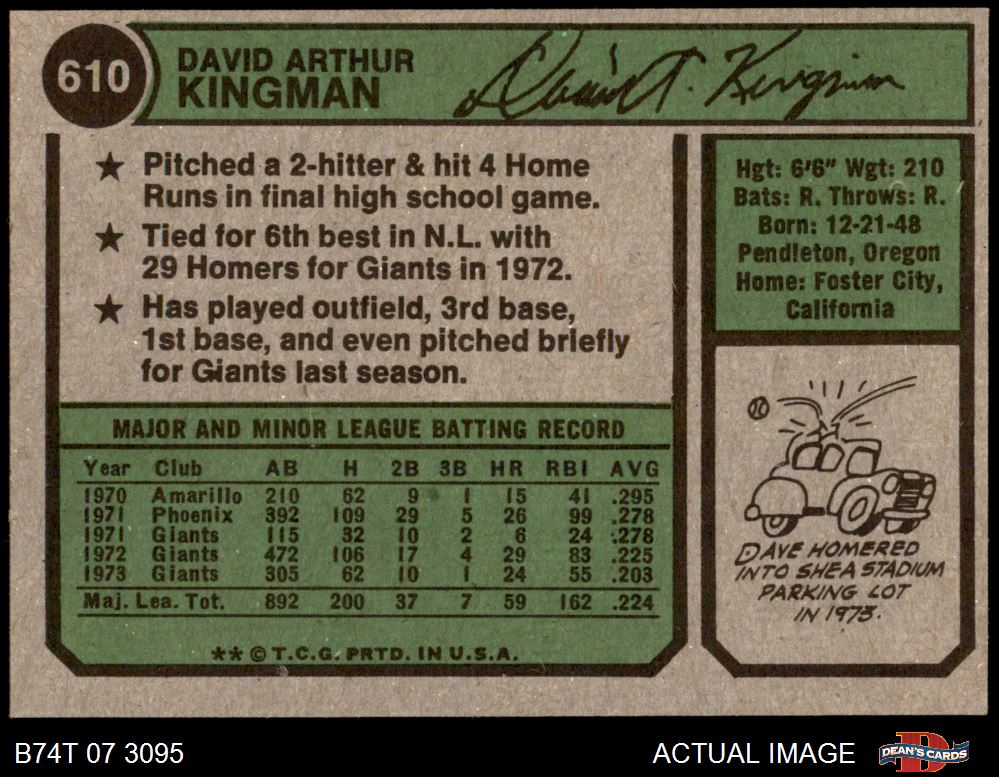 610
DAVID ARTHUR
KINGMAN
David A. Kingman
★ Pitched a 2-hitter & hit 4 Home
Runs in final high school game.
★ Tied for 6th best in N.L. with
29 Homers for Giants in 1972.
★ Has played outfield, 3rd base,
1st base, and even pitched briefly
for Giants last season.
Hgt: 6'6" Wgt: 210
Bats: R. Throws: R.
Born: 12-21-48
Pendleton, Oregon
Home: Foster City,
California
MAJOR AND MINOR LEAGUE BATTING RECORD
Year Club AB H 2B 3B HR RBI AVG
1970 Amarillo 210 62 9 1 15 41 .295
1971 Phoenix 392 109 29 5 26 99 .278
1971 Giants 115 32 10 2 6 24 .278
1972 Giants 472 106 17 4 29 83 .225
1973 Giants 305 62 10 1 24 55 .203
Maj. Lea. Tot. 892 200 37 7 59 162 .224
DAVE HOMERED
INTO SHEA STADIUM
PARKING LOT
IN 1973.
** © T.C.G. PRTD. IN U.S.A.
B74T 07 3095
ACTUAL IMAGE
D
DEAN'S CARDS